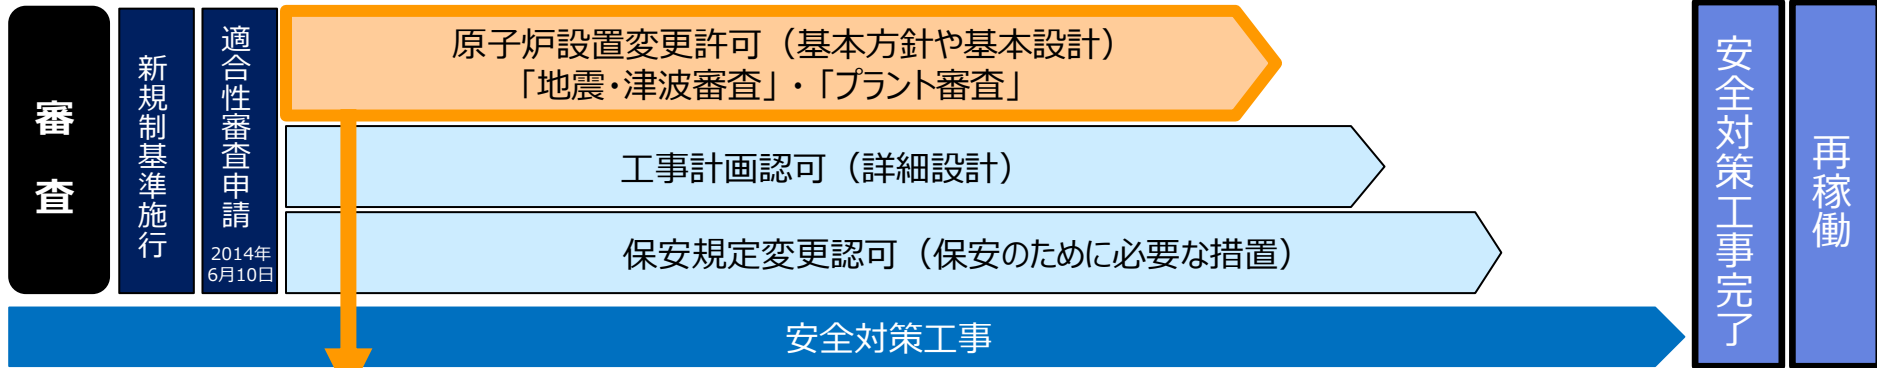 審査
新規制基準施行
適合性審査申請
2014年
6月10日
原子炉設置変更許可（基本方針や基本設計）
「地震・津波審査」・「プラント審査」
工事計画認可（詳細設計）
保安規定変更認可（保安のために必要な措置）
安全対策工事
安全対策工事完了
再稼働